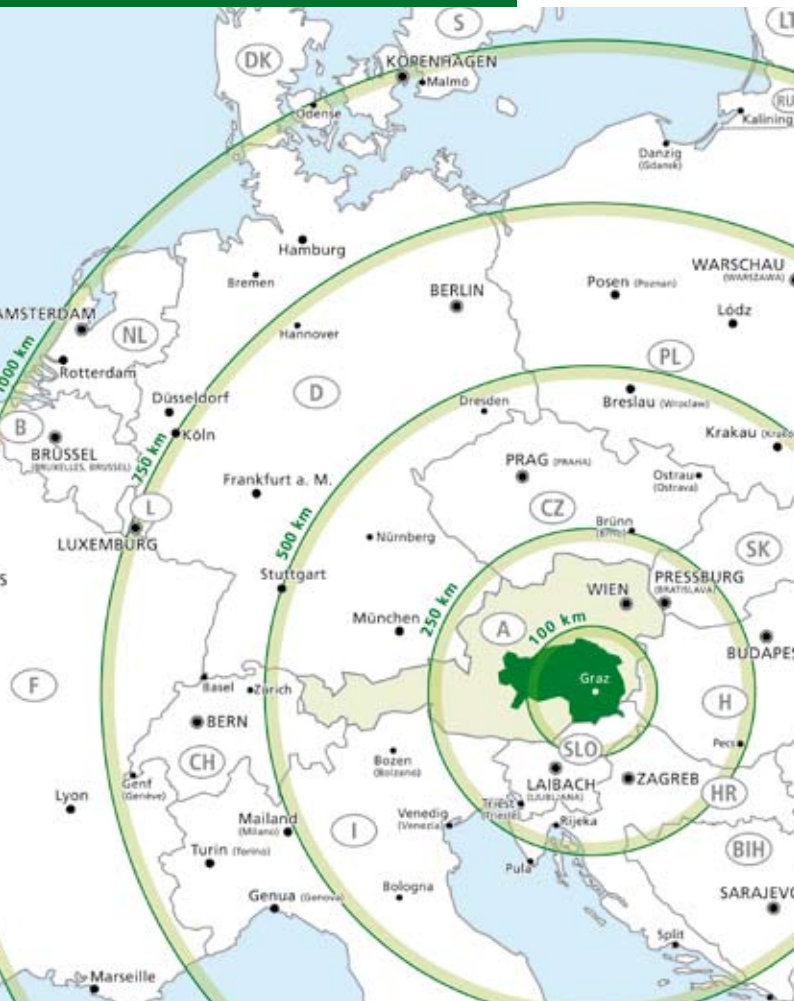 S
LT
DK
KOPENHAGEN
Malmö
RU
Odense
Kalining
Danzig
(Gdansk)
Hamburg
WARSCHAU
(WARSZAWA)
Bremen
Posen (Poznan)
BERLIN
AMSTERDAM
Lódz
NL
Hannover
1000 km
PL
Rotterdam
D
Düsseldorf
Dresden
Breslau (Wroclaw)
B
Köln
Krakau
BRÜSSEL
(BRUXELLES, BRUSSEL)
750 km
PRAG (PRAHA)
Frankfurt a. M.
Ostrau
(Ostrava)
L
CZ
LUXEMBURG
500 km
Brünn
(Brno)
Nürnberg
SK
S
Stuttgart
PRESSBURG
(BRATISLAVA)
WIEN
250 km
München
A
100 km
BUDAPES
Graz
F
Basel
Zürich
H
BERN
Pecs
SLO
CH
Bozen
(Bolzano)
LAIBACH
(LJUBLJANA)
ZAGREB
Genf
(Genève)
HR
Lyon
Triest
(Trieste)
Mailand
(Milano)
Venedig
(Venezia)
Rijeka
I
Turin (Torino)
BIH
Pula
Bologna
SARAJEVO
Genua (Genova)
Split
Marseille